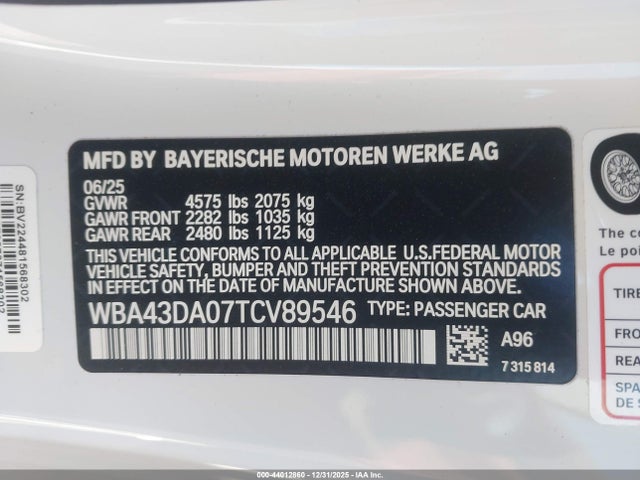 MFD BY BAYERISCHE MOTOREN WERKE AG
06/25
GVWR 4575 lbs 2075 kg
GAWR FRONT 2282 lbs 1035 kg
GAWR REAR 2480 lbs 1125 kg
THIS VEHICLE CONFORMS TO ALL APPLICABLE U.S.FEDERAL MOTOR
VEHICLE SAFETY, BUMPER AND THEFT PREVENTION STANDARDS
IN EFFECT ON THE DATE OF MANUFACTURE SHOWN ABOVE.
WBA43DA07TCV89546 TYPE: PASSENGER CAR
A96
7 315 814
SN:BV224481568302
The co
Le poi
TIRE
FRO
REA
SPA
DE S
000-44012860 - 12/31/2025 - IAA Inc.